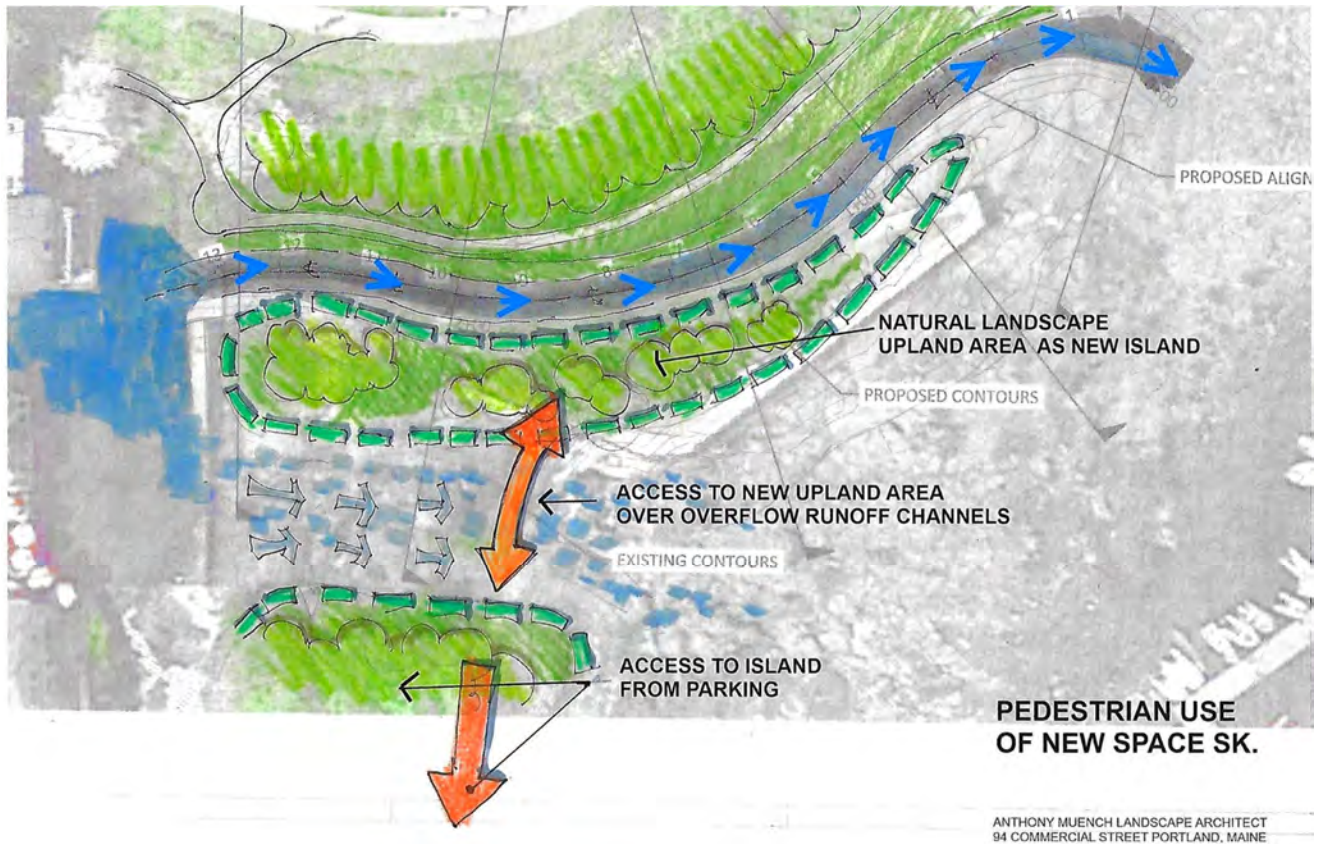 PROPOSED ALIGN
NATURAL LANDSCAPE
UPLAND AREA AS NEW ISLAND
PROPOSED CONTOURS
ACCESS TO NEW UPLAND AREA
OVER OVERFLOW RUNOFF CHANNELS
EXISTING CONTOURS
ACCESS TO ISLAND
FROM PARKING
PEDESTRIAN USE
OF NEW SPACE SK.
ANTHONY MUENCH LANDSCAPE ARCHITECT
94 COMMERCIAL STREET PORTLAND, MAINE